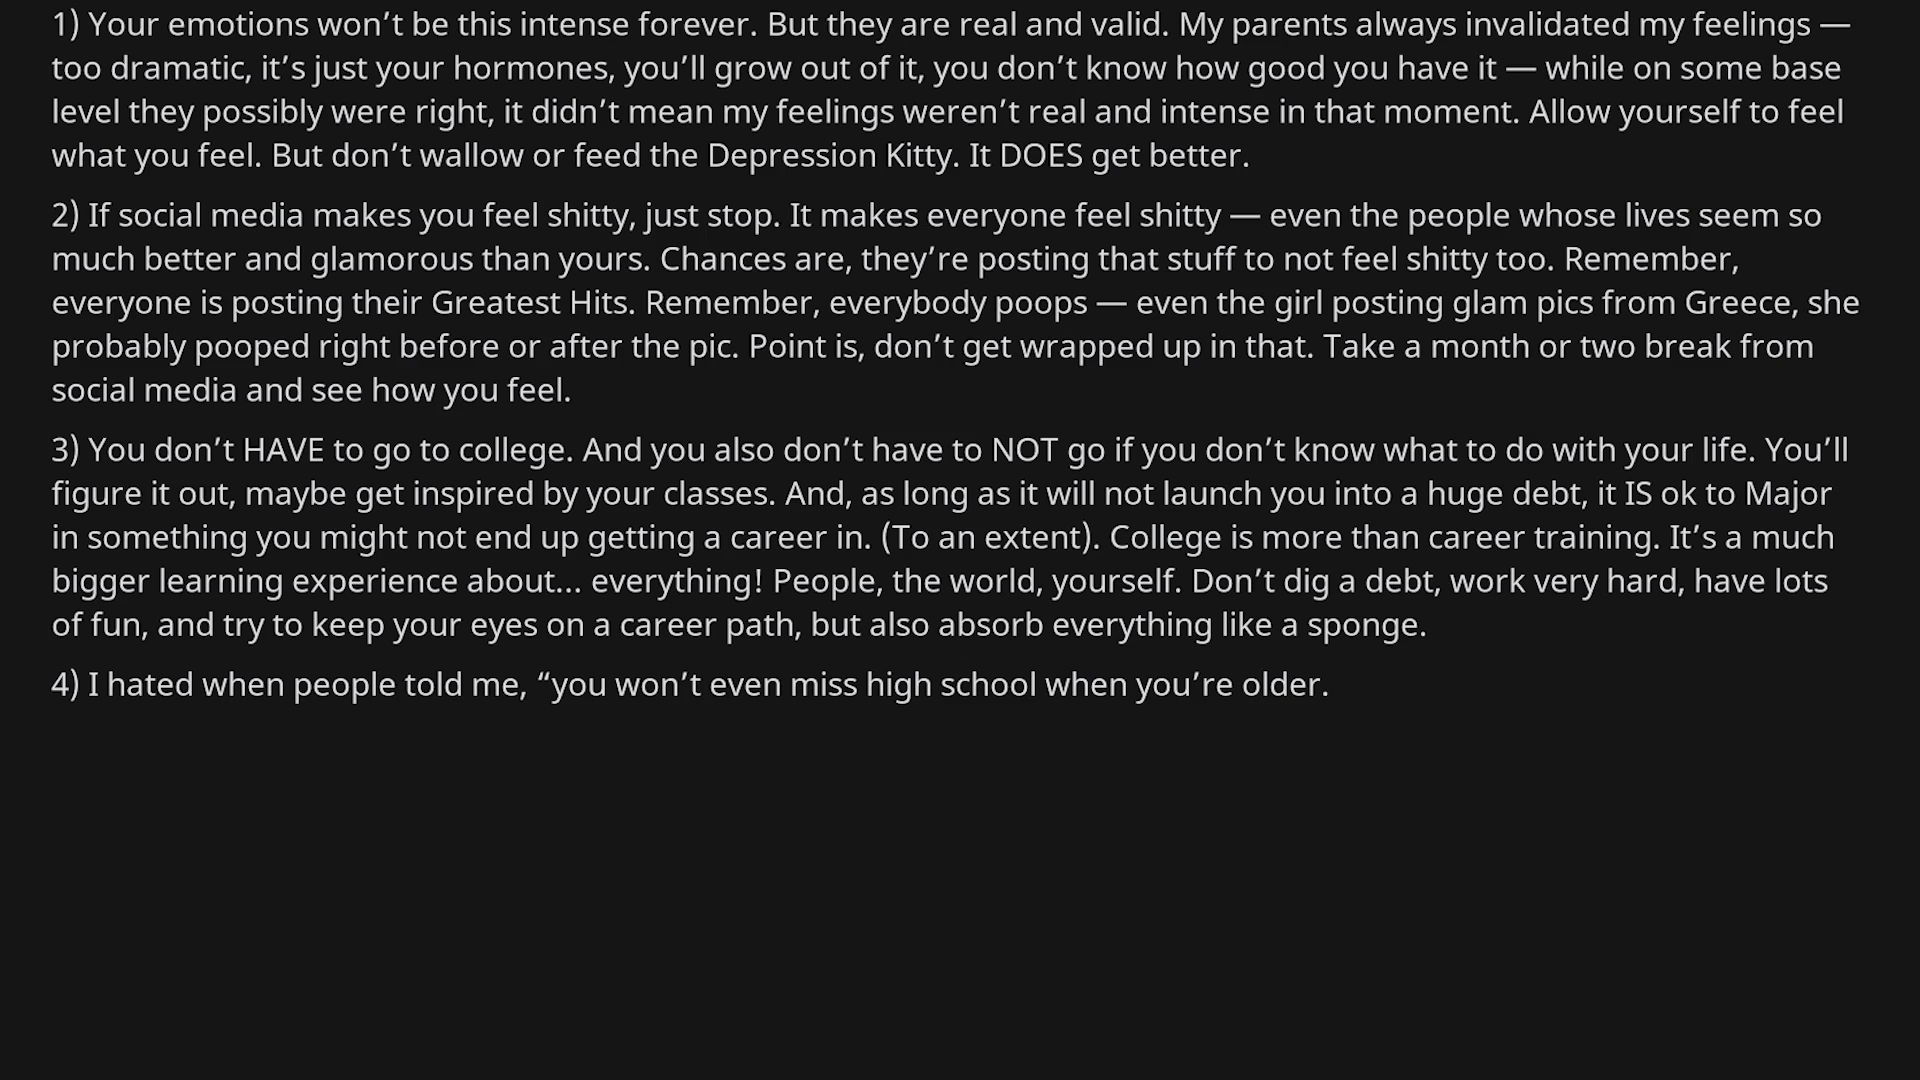 1) Your emotions won’t be this intense forever. But they are real and valid. My parents always invalidated my feelings —
too dramatic, it’s just your hormones, you’ll grow out of it, you don’t know how good you have it — while on some base
level they possibly were right, it didn’t mean my feelings weren’t real and intense in that moment. Allow yourself to feel
what you feel. But don’t wallow or feed the Depression Kitty. It DOES get better.
2) If social media makes you feel shitty, just stop. It makes everyone feel shitty — even the people whose lives seem so
much better and glamorous than yours. Chances are, they’re posting that stuff to not feel shitty too. Remember,
everyone is posting their Greatest Hits. Remember, everybody poops — even the girl posting glam pics from Greece, she
probably pooped right before or after the pic. Point is, don’t get wrapped up in that. Take a month or two break from
social media and see how you feel.
3) You don’t HAVE to go to college. And you also don’t have to NOT go if you don’t know what to do with your life. You’ll
figure it out, maybe get inspired by your classes. And, as long as it will not launch you into a huge debt, it IS ok to Major
in something you might not end up getting a career in. (To an extent). College is more than career training. It’s a much
bigger learning experience about... everything! People, the world, yourself. Don’t dig a debt, work very hard, have lots
of fun, and try to keep your eyes on a career path, but also absorb everything like a sponge.
4) I hated when people told me, “you won’t even miss high school when you’re older.